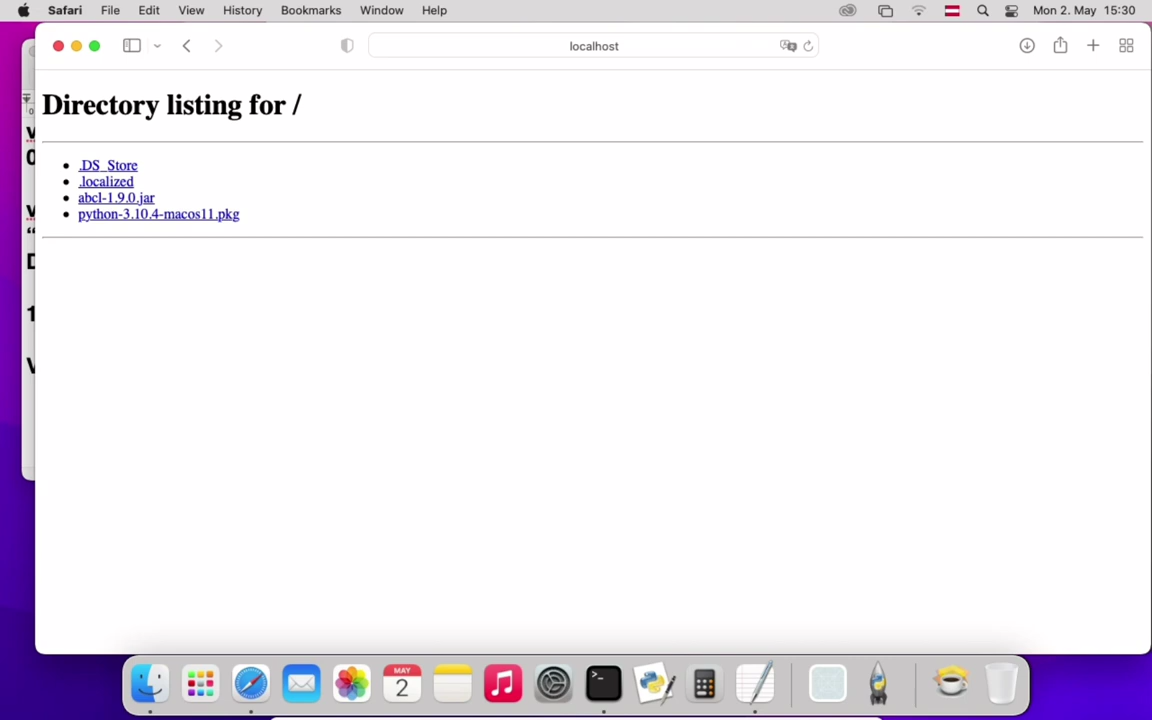 Safari File Edit View History Bookmarks Window Help Mon 2. May 15:30
localhost
Directory listing for /
.DS_Store
.localized
abcl-1.9.0.jar
python-3.10.4-macos11.pkg
MAY
2